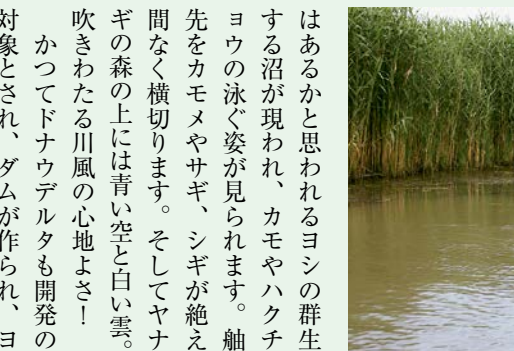 はあるかと思われるヨシの群生
する沼が現われ、カモやハクチ
ョウの泳ぐ姿が見られます。舳
先をカモメやサギ、シギが絶え
間なく横切ります。そしてヤナ
ギの森の上には青い空と白い雲。
吹きわたる川風の心地よさ！
かつてドナウデルタも開発の
対象とされ、ダムが作られ、ヨ